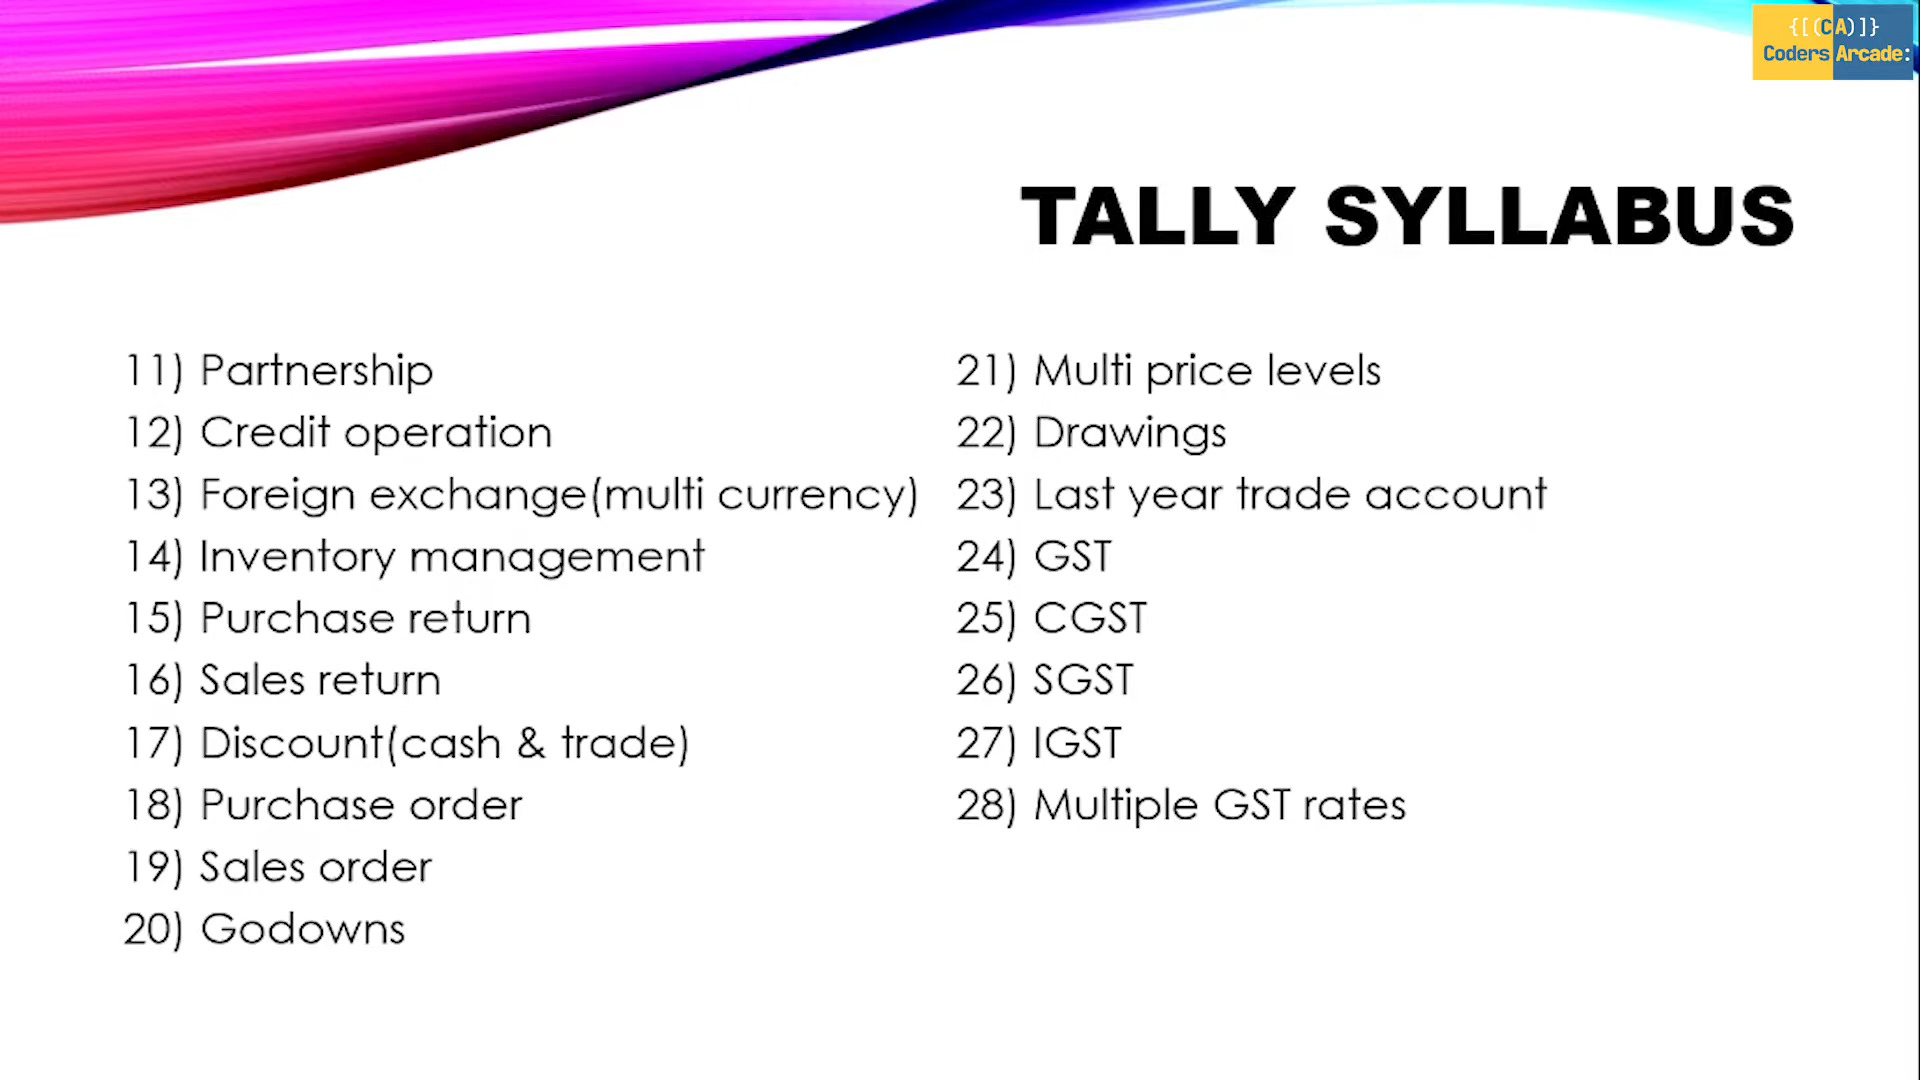 {[(CA)]}
Coders Arcade:
TALLY SYLLABUS
11) Partnership
12) Credit operation
13) Foreign exchange(multi currency)
14) Inventory management
15) Purchase return
16) Sales return
17) Discount(cash & trade)
18) Purchase order
19) Sales order
20) Godowns
21) Multi price levels
22) Drawings
23) Last year trade account
24) GST
25) CGST
26) SGST
27) IGST
28) Multiple GST rates